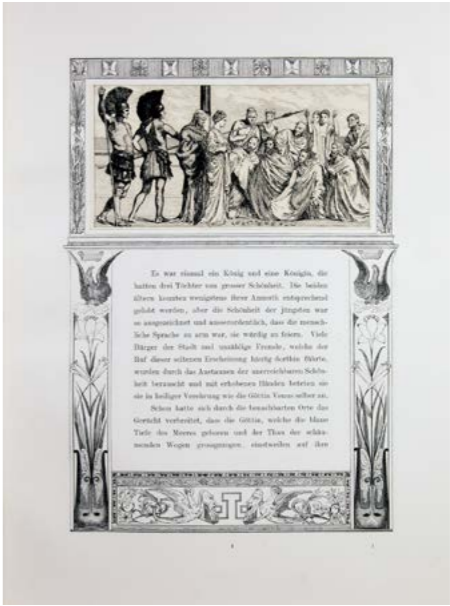 Es war einmal ein König und eine Königin, die
hatten drei Töchter von grosser Schönheit. Die beiden
ältern konnten wenigstens ihrer Anmuth entsprechend
gelobt werden, aber die Schönheit der jüngsten war
so ausgezeichnet und ausserordentlich, dass die mensch-
liche Sprache zu arm war, sie würdig zu feiern. Viele
Bürger der Stadt und unzählige Fremde, welche der
Ruf dieser seltenen Erscheinung häufig dorthin führte,
wurden durch das Anstaunen der unerreichbaren Schön-
heit berauscht und mit erhobenen Händen beteten sie
sie in heiliger Verehrung wie die Göttin Venus selber an.
Schon hatte sich durch die benachbarten Orte das
Gerücht verbreitet, dass die Göttin, welche die blaue
Tiefe des Meeres geboren und der Thau der schäu-
menden Wogen grossgezogen, einstweilen auf ihre